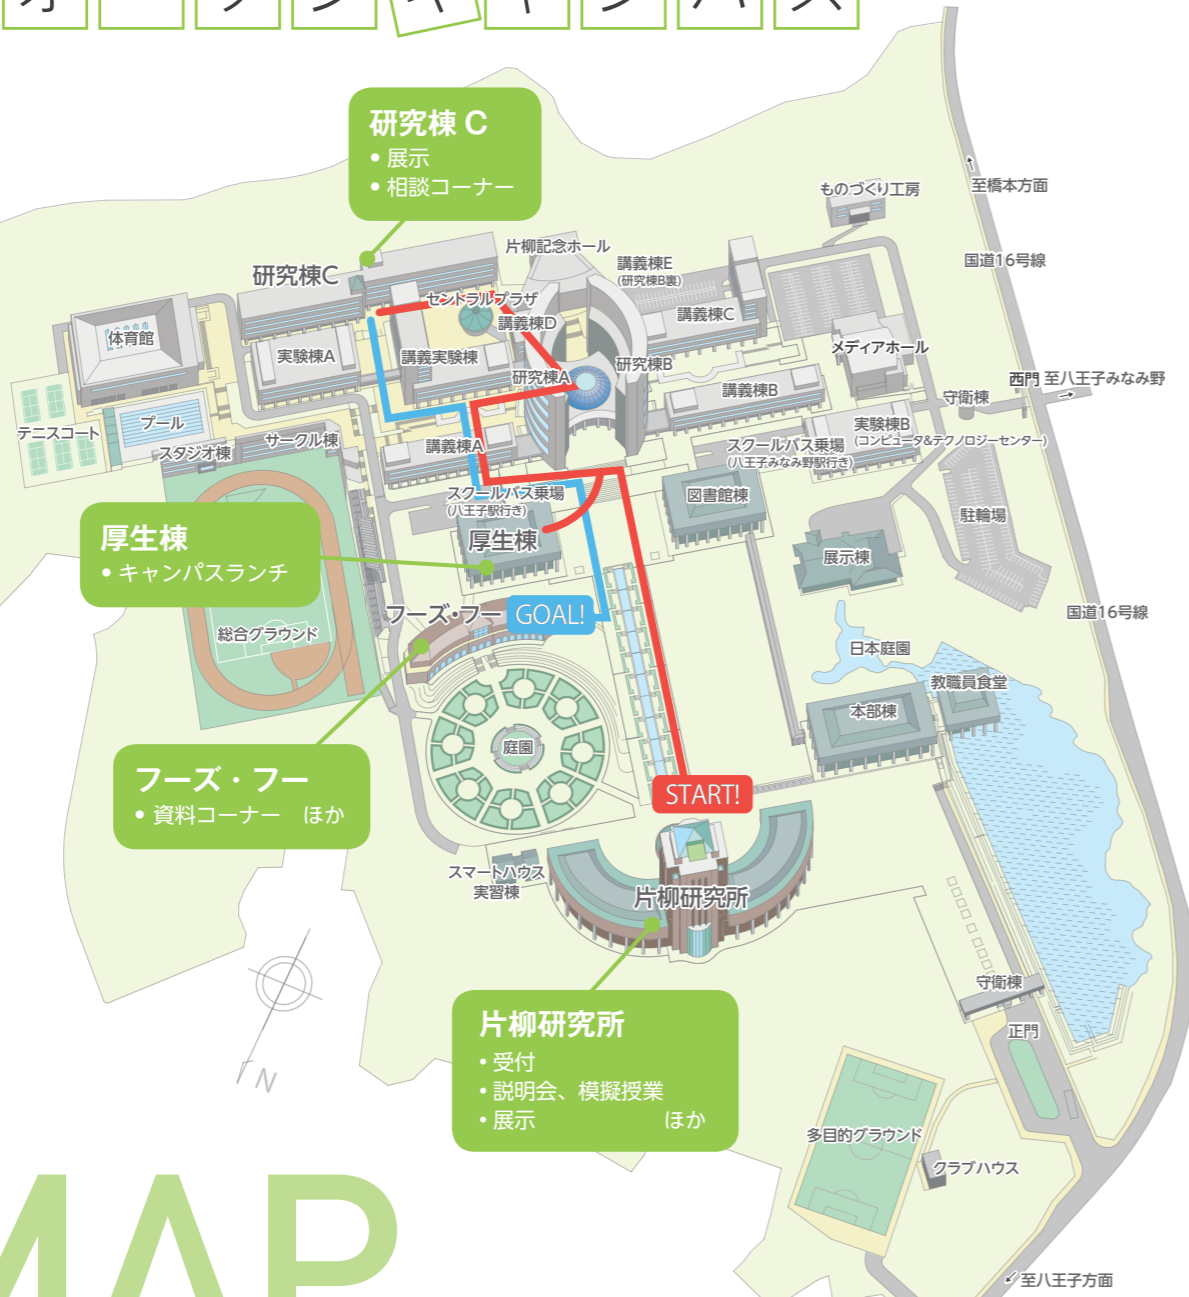 オープンキャンパス
研究棟 C
• 展示
• 相談コーナー
ものづくり工房
至橋本方面
片柳記念ホール
講義棟E
(研究棟B裏)
国道16号線
研究棟C
セントラルプラザ
講義棟D
講義棟C
体育館
実験棟A
講義実験棟
研究棟A
研究棟B
メディアホール
講義棟B
守衛棟
西門 至八王子みなみ野
プール
テニスコート
スタジオ棟
サークル棟
講義棟A
実験棟B
(コンピュータ&テクノロジーセンター)
スクールバス乗場
(八王子みなみ野駅行き)
スクールバス乗場
(八王子駅行き)
図書館棟
駐輪場
厚生棟
• キャンパスランチ
厚生棟
展示棟
国道16号線
フーズ・フー
GOAL!
総合グラウンド
日本庭園
教職員食堂
本部棟
庭園
フーズ・フー
• 資料コーナー ほか
START!
スマートハウス
実習棟
片柳研究所
守衛棟
片柳研究所
• 受付
• 説明会、模擬授業
• 展示 ほか
正門
N
多目的グラウンド
クラブハウス
MAP
至八王子方面